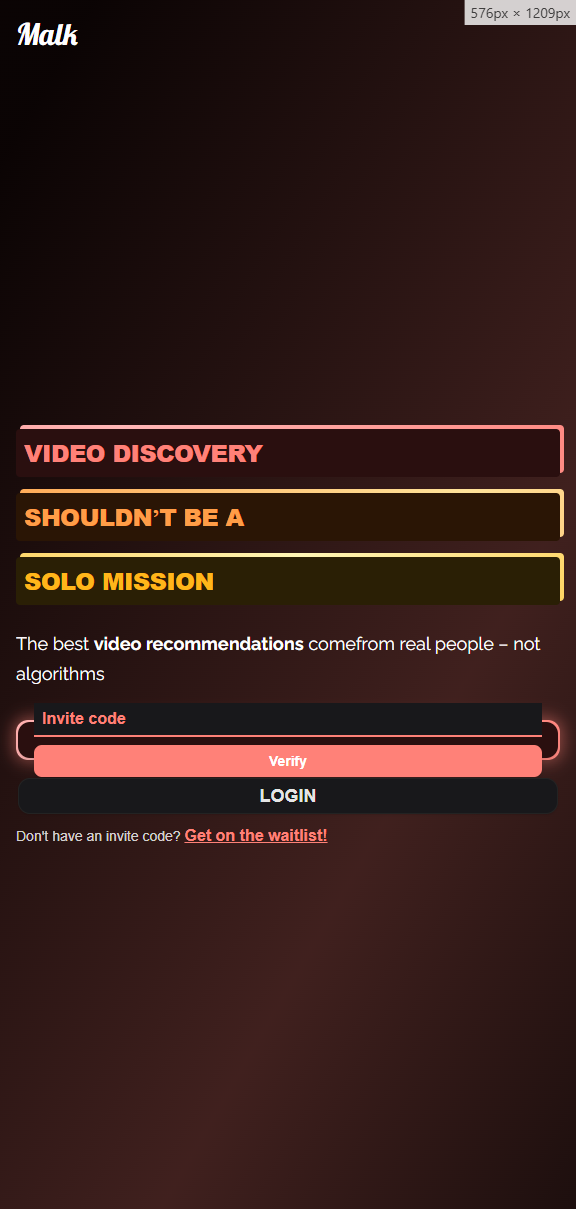 576px × 1209px
Malk
VIDEO DISCOVERY
SHOULDN'T BE A
SOLO MISSION
The best video recommendations comefrom real people – not
algorithms
Invite code
Verify
LOGIN
Don't have an invite code? Get on the waitlist!